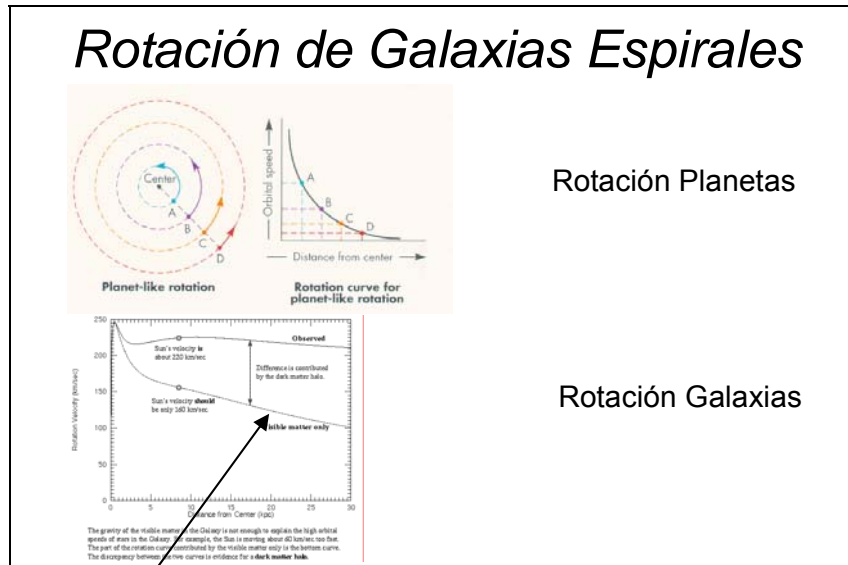 Rotación de Galaxias Espirales
Center
A
B
C
D
Planet-like rotation
Orbital speed
A
B
C
D
Distance from center
Rotation curve for
planet-like rotation
Rotación Planetas
250
200
150
100
50
0
Rotation Velocity (km/sec)
Observed
Sun's velocity is
about 220 km/sec
Difference is contributed
by the dark matter halo.
Sun's velocity should
be only 160 km/sec.
Visible matter only
0 5 10 15 20 25 30
Distance from Center (kpc)
Rotación Galaxias
The gravity of the visible matter in the Galaxy is not enough to explain the high orbital
speeds of stars in the Galaxy. For example, the Sun is moving about 60 km/sec too fast.
The part of the rotation curve contributed by the visible matter only is the bottom curve.
The discrepancy between the two curves is evidence for a dark matter halo.